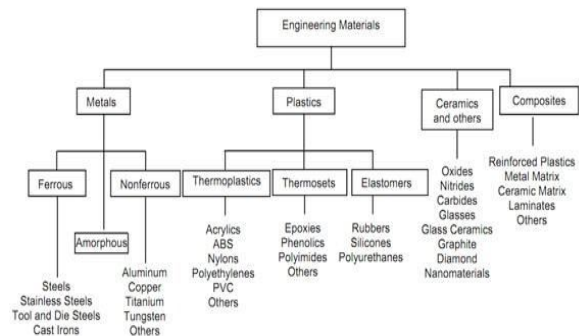 Engineering Materials
Metals
Plastics
Ceramics
and others
Composites
Ferrous
Amorphous
Nonferrous
Thermoplastics
Thermosets
Elastomers
Steels
Stainless Steels
Tool and Die Steels
Cast Irons
Aluminum
Copper
Titanium
Tungsten
Others
Acrylics
ABS
Nylons
Polyethylenes
PVC
Others
Epoxies
Phenolics
Polyimides
Others
Rubbers
Silicones
Polyurethanes
Oxides
Nitrides
Carbides
Glasses
Glass Ceramics
Graphite
Diamond
Nanomaterials
Reinforced Plastics
Metal Matrix
Ceramic Matrix
Laminates
Others